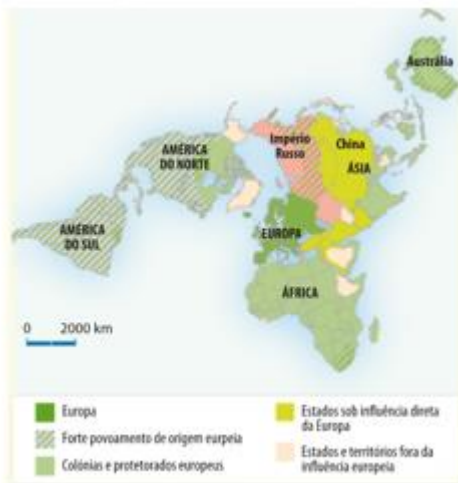 Austrália
Império
Russo
China
ÁSIA
AMÉRICA
DO NORTE
AMÉRICA
DO SUL
EUROPA
ÁFRICA
0 2000 km
Europa
Forte povoamento de origem eurpeia
Colónias e protetorados europeus
Estados sob influência direta
da Europa
Estados e territórios fora da
influência europeia